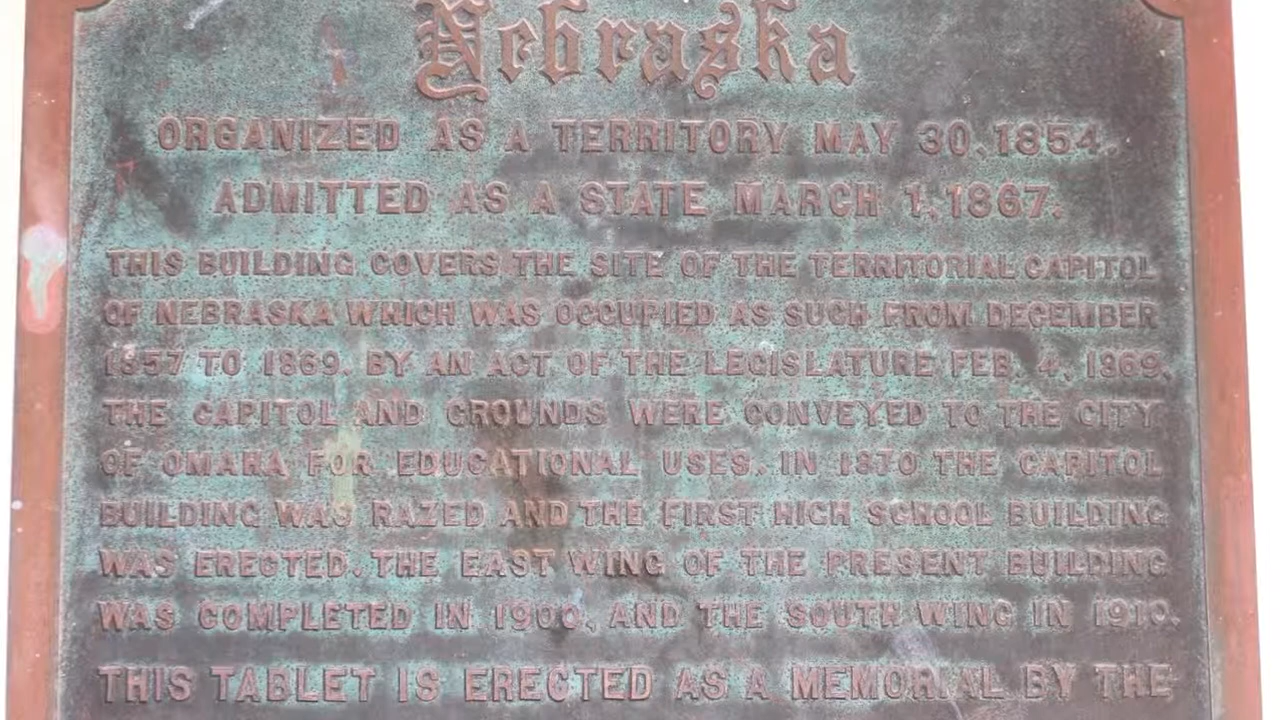 Nebraska
ORGANIZED AS A TERRITORY MAY 30, 1854.
ADMITTED AS A STATE MARCH 1, 1867.
THIS BUILDING COVERS THE SITE OF THE TERRITORIAL CAPITOL
OF NEBRASKA WHICH WAS OCCUPIED AS SUCH FROM DECEMBER
1857 TO 1869. BY AN ACT OF THE LEGISLATURE FEB. 4, 1869,
THE CAPITOL AND GROUNDS WERE CONVEYED TO THE CITY
OF OMAHA FOR EDUCATIONAL USES. IN 1870 THE CAPITOL
BUILDING WAS RAZED AND THE FIRST HIGH SCHOOL BUILDING
WAS ERECTED. THE EAST WING OF THE PRESENT BUILDING
WAS COMPLETED IN 1900, AND THE SOUTH WING IN 1910.
THIS TABLET IS ERECTED AS A MEMORIAL BY THE